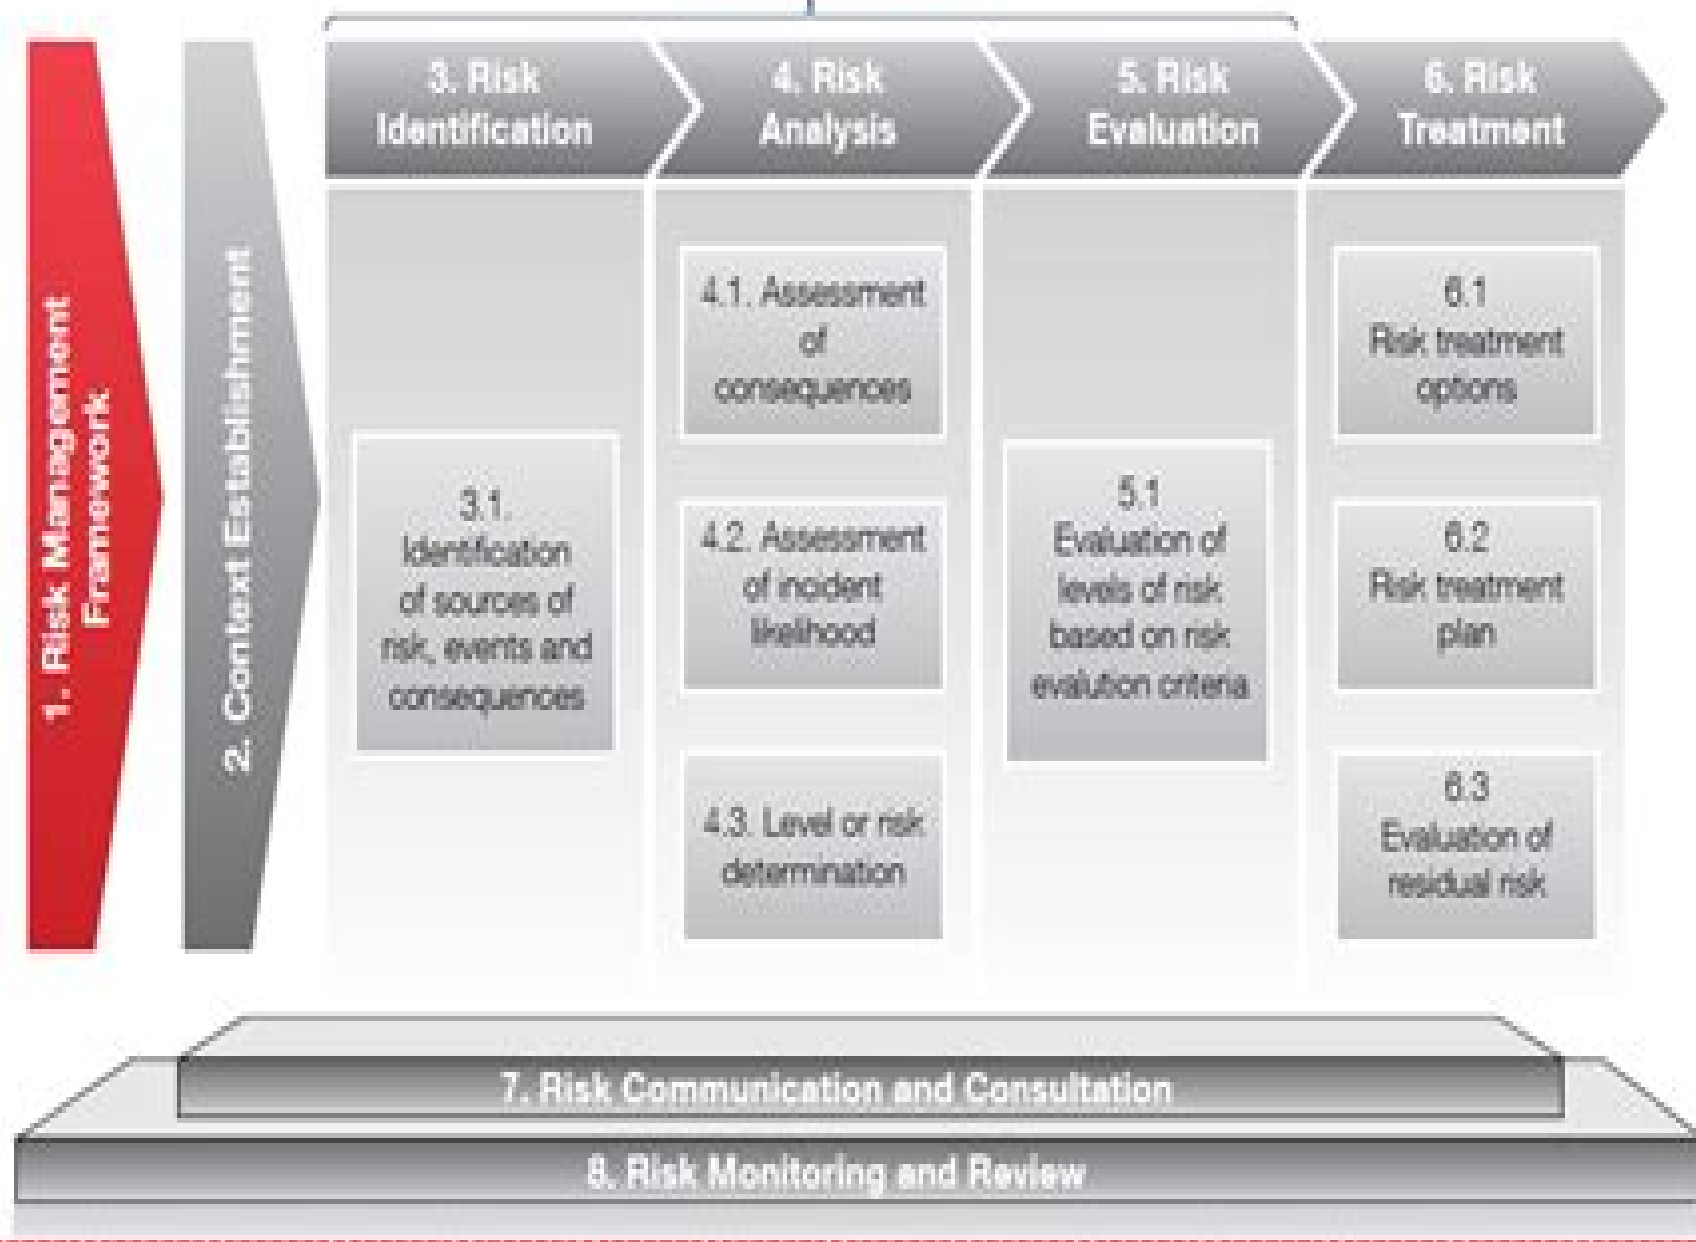 1. Risk Management
Framework
2. Context Establishment
3. Risk
Identification
4. Risk
Analysis
5. Risk
Evaluation
6. Risk
Treatment
3.1.
Identification
of sources of
risk, events and
consequences
4.1. Assessment
of
consequences
4.2. Assessment
of incident
likelihood
4.3. Level or risk
determination
5.1
Evaluation of
levels of risk
based on risk
evalution criteria
6.1
Risk treatment
options
6.2
Risk treatment
plan
6.3
Evaluation of
residual risk
7. Risk Communication and Consultation
8. Risk Monitoring and Review